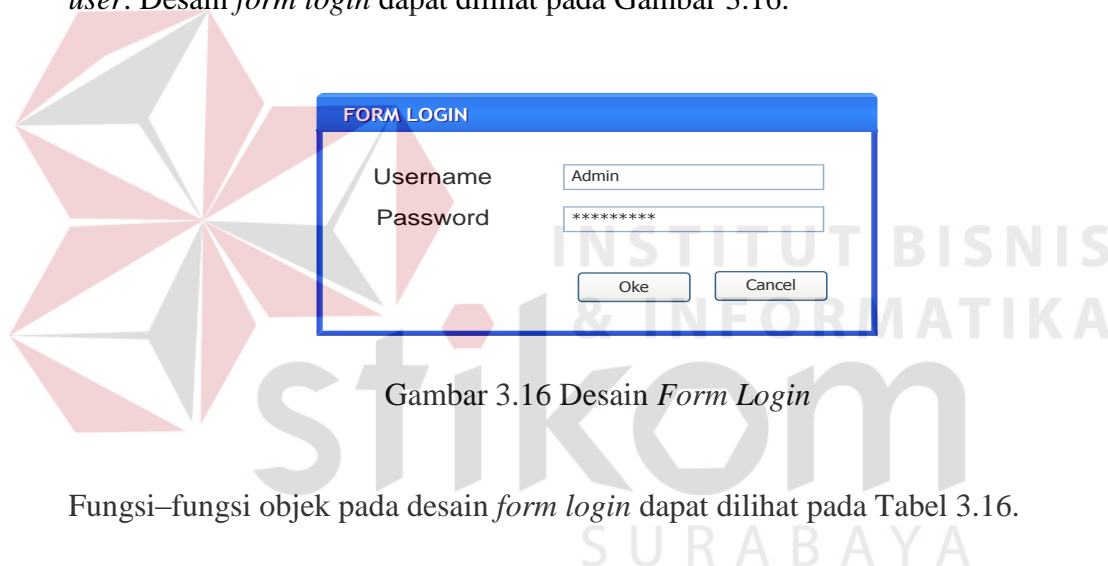 user. Desain form login dapat dilihat pada Gambar 3.16.
FORM LOGIN
Username
Admin
Password
*********
Oke
Cancel
INSTITUT BISNIS
& INFORMATIKA
stikom
SURABAYA
Gambar 3.16 Desain Form Login
Fungsi–fungsi objek pada desain form login dapat dilihat pada Tabel 3.16.